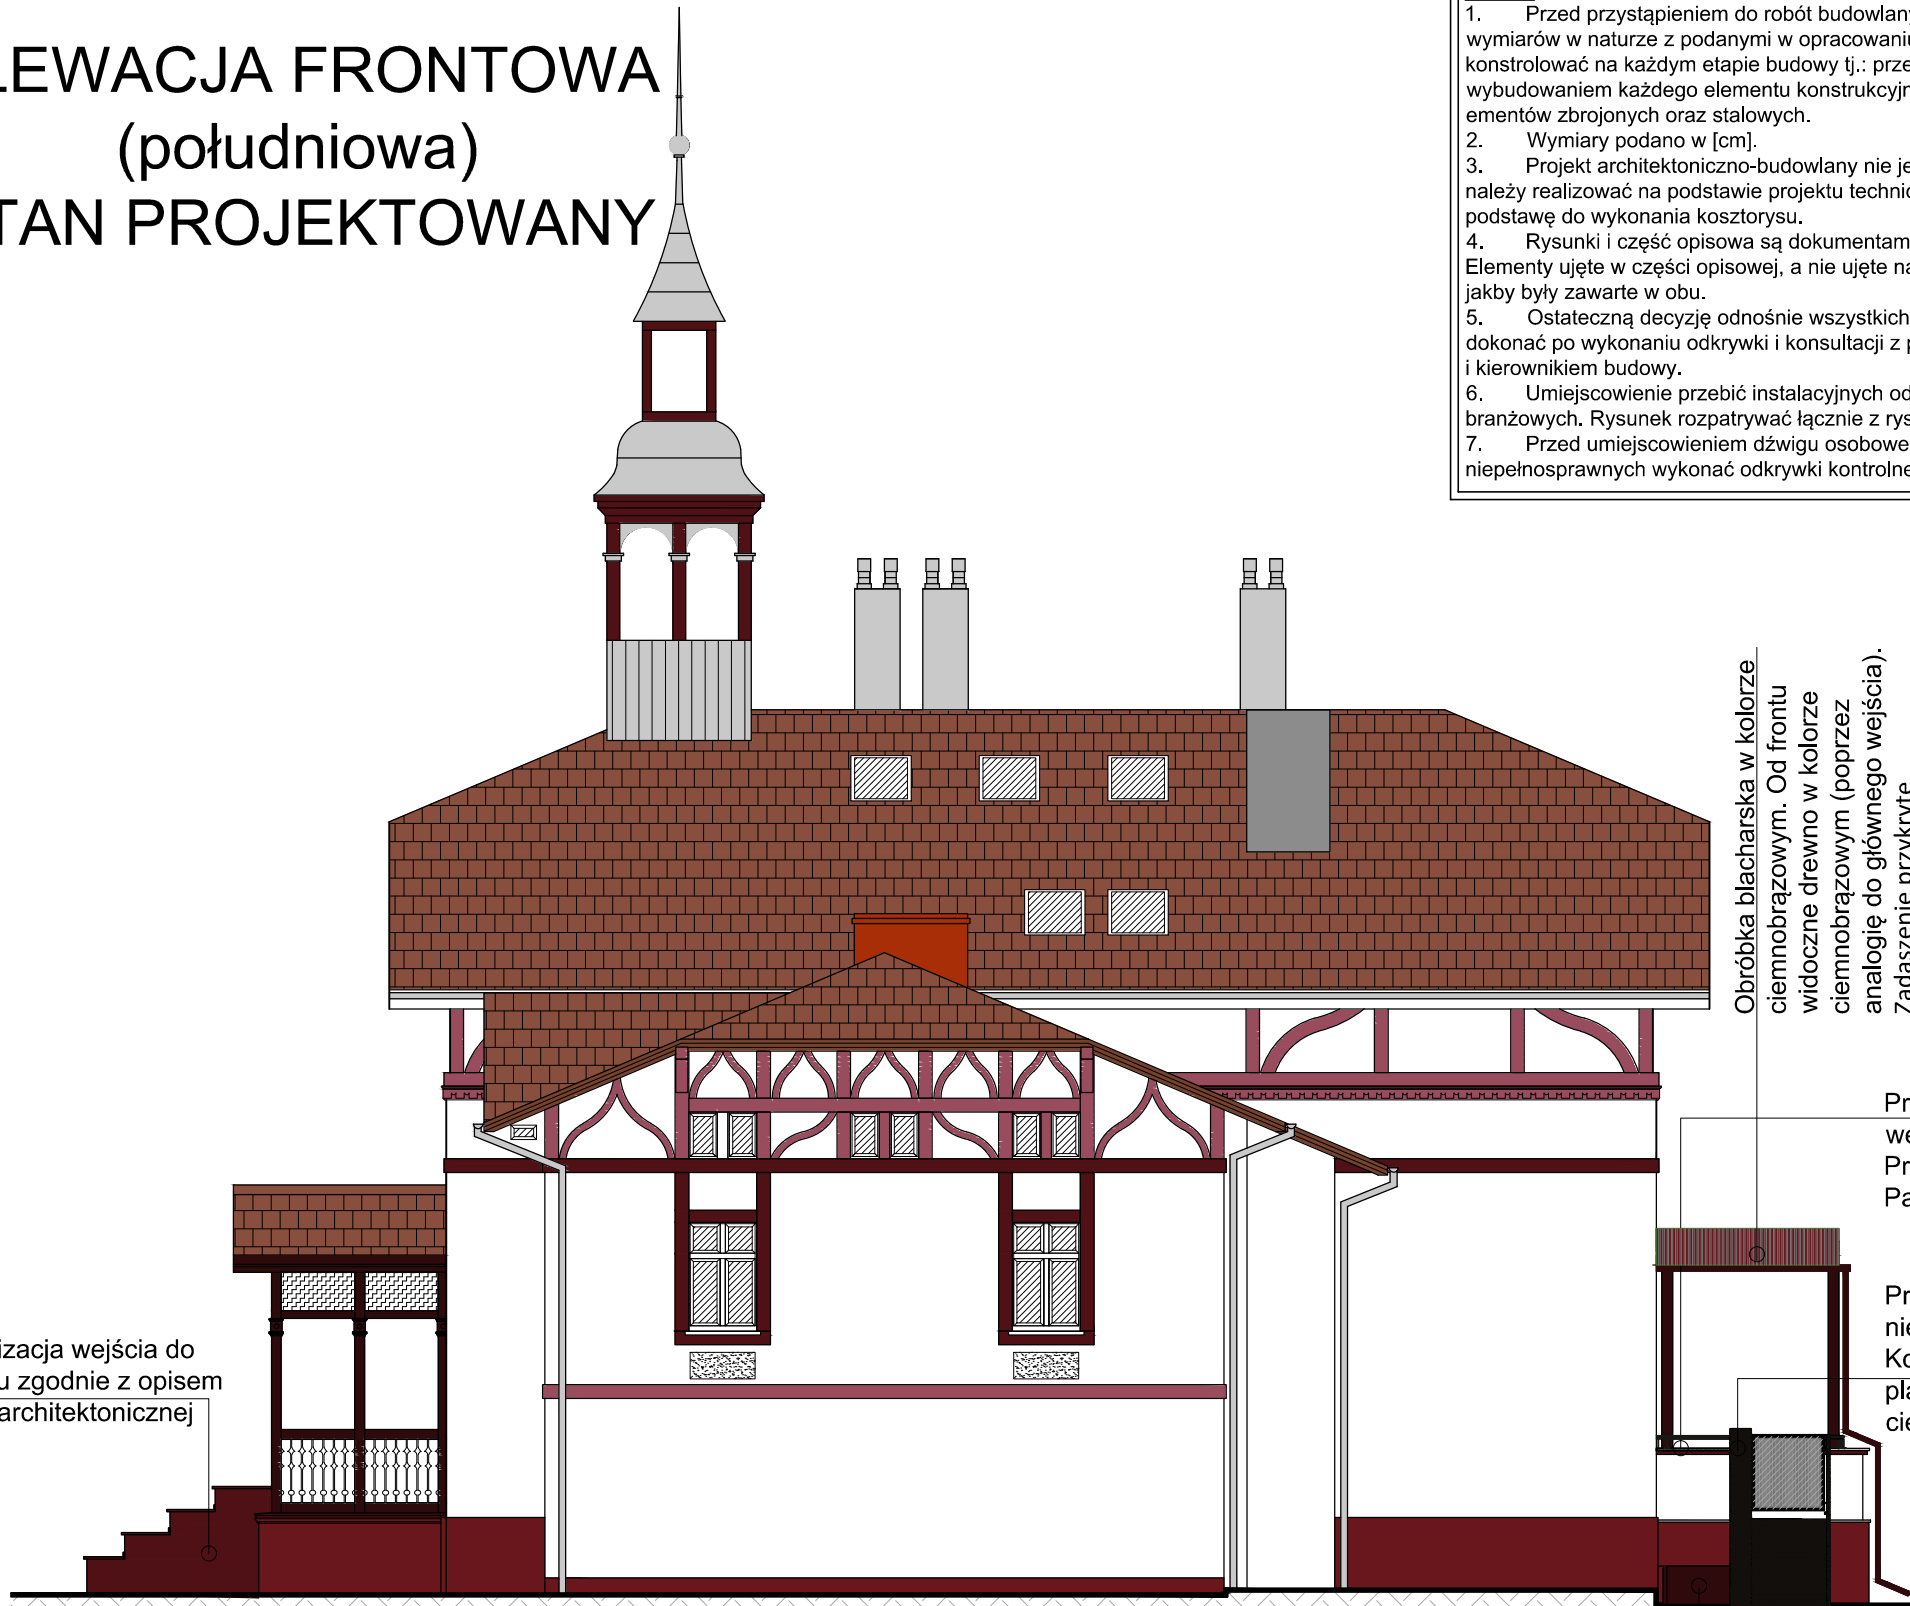 LEWACJA FRONTOWA
(południowa)
TAN PROJEKTOWANY
1. Przed przystąpieniem do robót budowlany
wymiarów w naturze z podanymi w opracowaniu
konstrolować na każdym etapie budowy tj.: prze
wybudowaniem każdego elementu konstrukcyjn
ementów zbrojonych oraz stalowych.
2. Wymiary podano w [cm].
3. Projekt architektoniczno-budowlany nie je
należy realizować na podstawie projektu technic
podstawę do wykonania kosztorysu.
4. Rysunki i część opisowa są dokumentam
Elementy ujęte w części opisowej, a nie ujęte na
jakby były zawarte w obu.
5. Ostateczną decyzję odnośnie wszystkich
dokonać po wykonaniu odkrywki i konsultacji z p
i kierownikiem budowy.
6. Umiejscowienie przebić instalacyjnych od
branżowych. Rysunek rozpatrywać łącznie z rys
7. Przed umiejscowieniem dźwigu osobowe
niepełnosprawnych wykonać odkrywki kontrolne
Obróbka blacharska w kolorze
ciemnobrązowym. Od frontu
widoczne drewno w kolorze
ciemnobrązowym (poprzez
analogię do głównego wejścia).
Zadaszenie przykryte
Pr
we
Pr
Pa
Pr
nie
Ko
pla
cie
izacja wejścia do
u zgodnie z opisem
architektonicznej